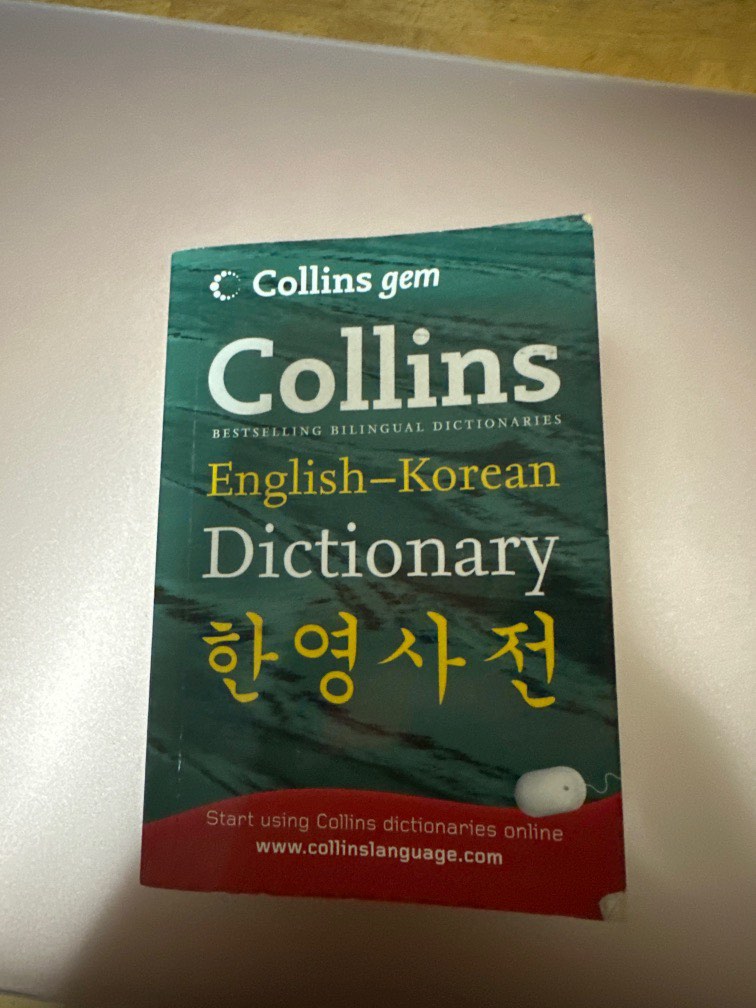 Collins gem
Collins
BESTSELLING BILINGUAL DICTIONARIES
English–Korean
Dictionary
한영사전
Start using Collins dictionaries online
www.collinslanguage.com